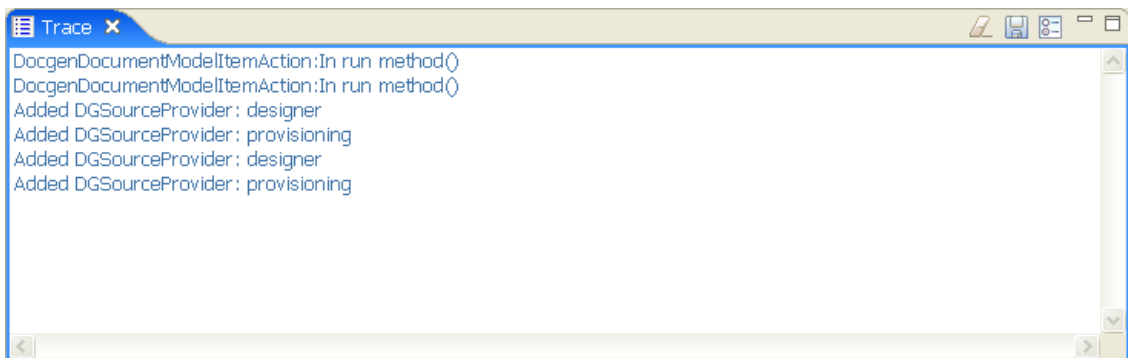 Trace
DocgenDocumentModelItemAction:In run method()
DocgenDocumentModelItemAction:In run method()
Added DGSourceProvider: designer
Added DGSourceProvider: provisioning
Added DGSourceProvider: designer
Added DGSourceProvider: provisioning